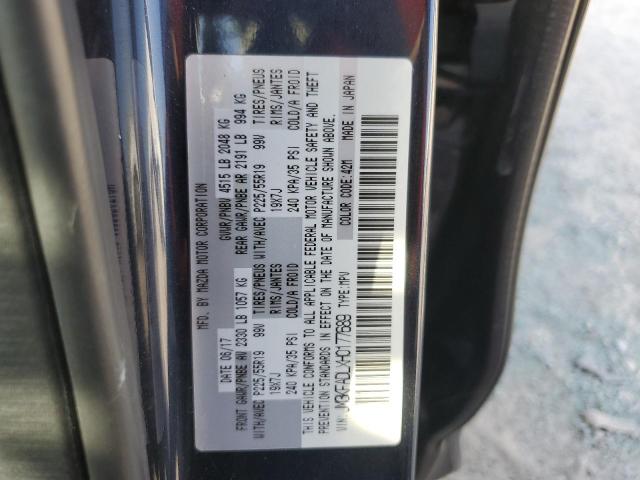 MFG. BY MAZDA MOTOR CORPORATION
DATE 06/17 GVWR/PNBV 4515 LB 2048 KG
FRONT GAWR/PNBE AV 2330 LB 1057 KG REAR GAWR/PNBE AR 2191 LB 994 KG
WITH/AVEC P225/55R19 99V TIRES/PNEUS WITH/AVEC P225/55R19 99V TIRES/PNEUS
19X7J RIMS/JANTES 19X7J RIMS/JANTES
240 KPA/35 PSI COLD/A FROID 240 KPA/35 PSI COLD/A FROID
THIS VEHICLE CONFORMS TO ALL APPLICABLE FEDERAL MOTOR VEHICLE SAFETY AND THEFT
PREVENTION STANDARDS IN EFFECT ON THE DATE OF MANUFACTURE SHOWN ABOVE.
VIN: JM3KFADLXH0177689 TYPE: MPV COLOR CODE: 42M MADE IN JAPAN